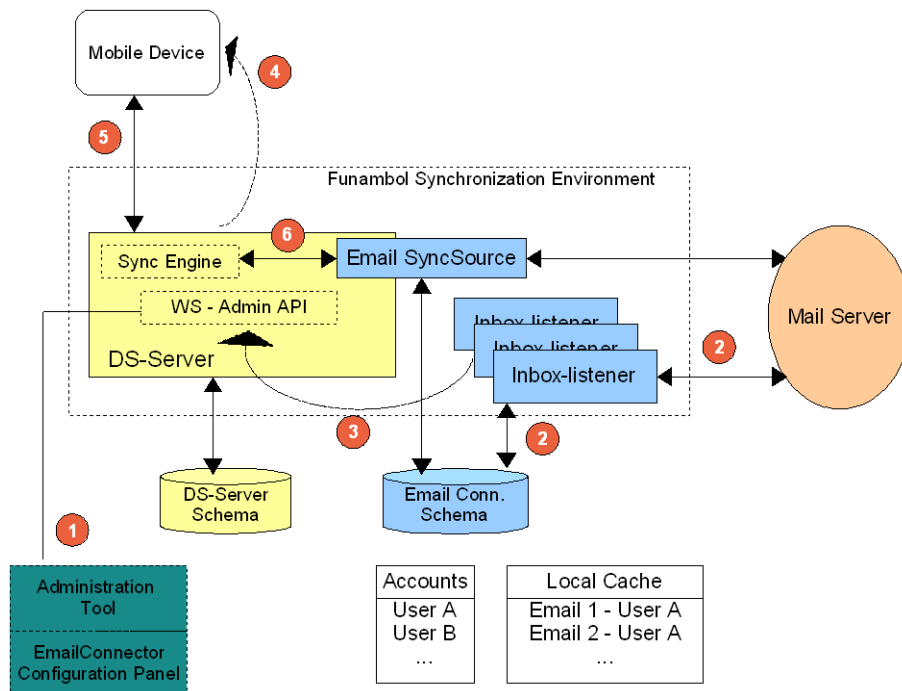 Mobile Device
4
5
Funambol Synchronization Environment
6
Sync Engine
Email SyncSource
WS - Admin API
DS-Server
Inbox-listener
Inbox-listener
Inbox-listener
2
Mail Server
3
2
DS-Server
Schema
Email Conn.
Schema
1
Administration
Tool
EmailConnector
Configuration Panel
Accounts
User A
User B
...
Local Cache
Email 1 - User A
Email 2 - User A
...